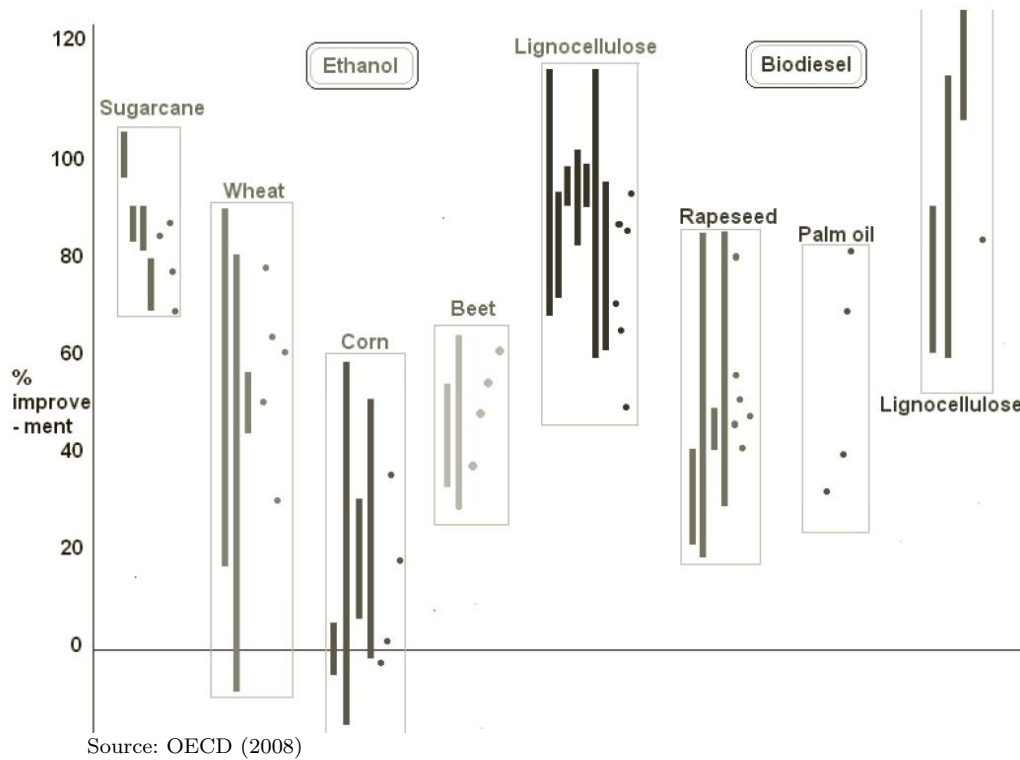 120
Ethanol
Lignocellulose
Biodiesel
Sugarcane
100
Wheat
Rapeseed
Palm oil
80
Beet
Corn
60
%
improve
- ment
Lignocellulose
40
20
0
Source: OECD (2008)